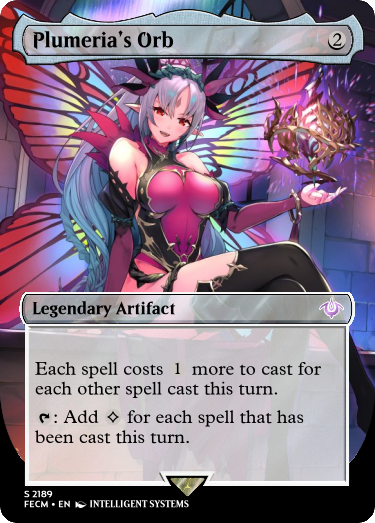 Plumeria's Orb 2
Legendary Artifact
Each spell costs 1 more to cast for
each other spell cast this turn.
: Add for each spell that has
been cast this turn.
S 2189
FECM • EN INTELLIGENT SYSTEMS